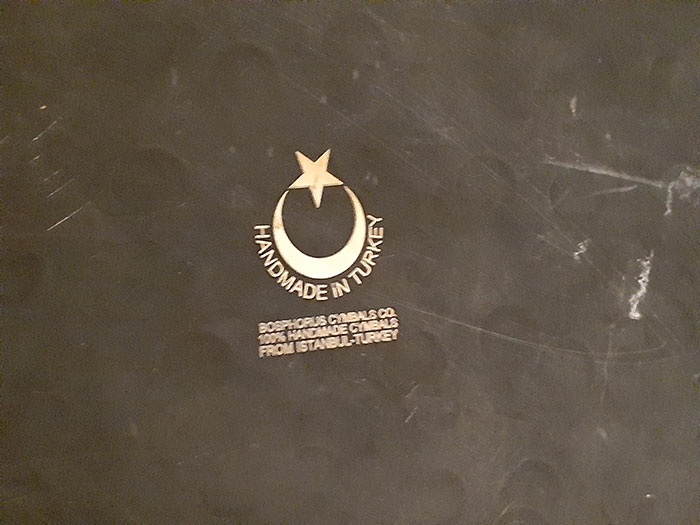 HANDMADE iN TURKEY
BOSPHORUS CYMBALS CO.
100% HANDMADE CYMBALS
FROM ISTANBUL-TURKEY